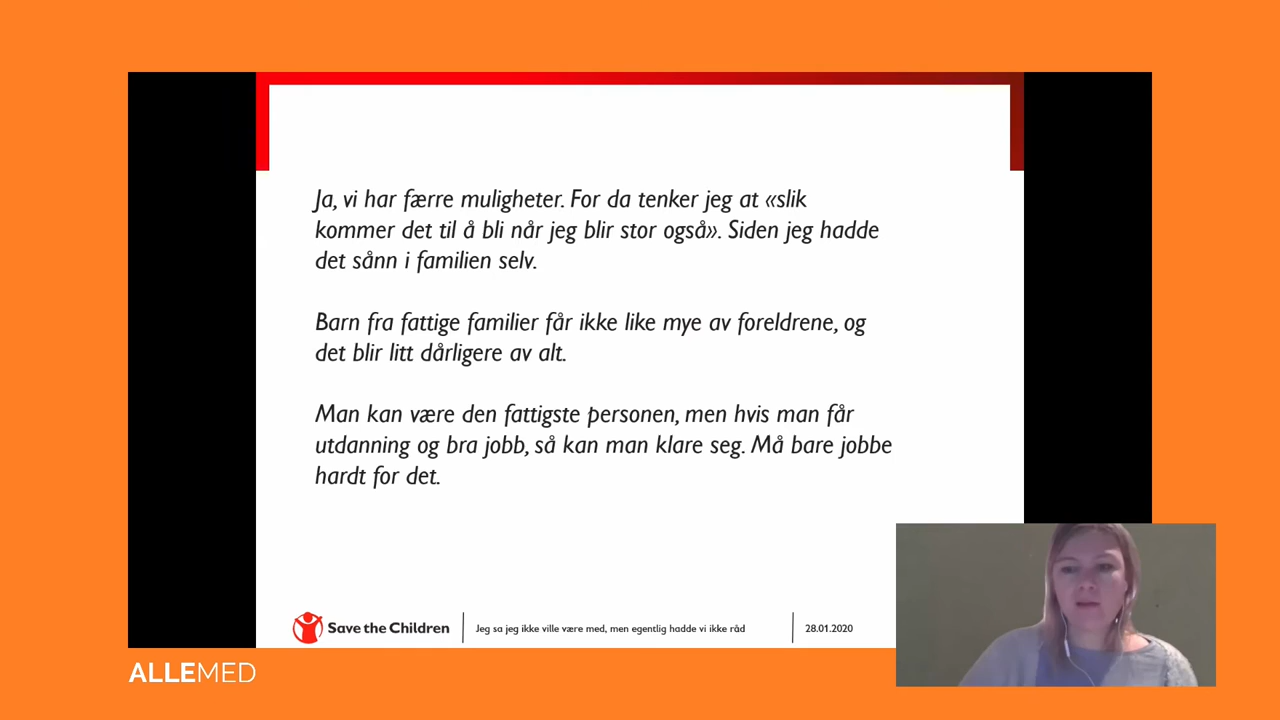 Ja, vi har færre muligheter. For da tenker jeg at «slik
kommer det til å bli når jeg blir stor også». Siden jeg hadde
det sånn i familien selv.
Barn fra fattige familier får ikke like mye av foreldrene, og
det blir litt dårligere av alt.
Man kan være den fattigste personen, men hvis man får
utdanning og bra jobb, så kan man klare seg. Må bare jobbe
hardt for det.
Save the Children
Jeg sa jeg ikke ville være med, men egentlig hadde vi ikke råd
28.01.2020
ALLEMED